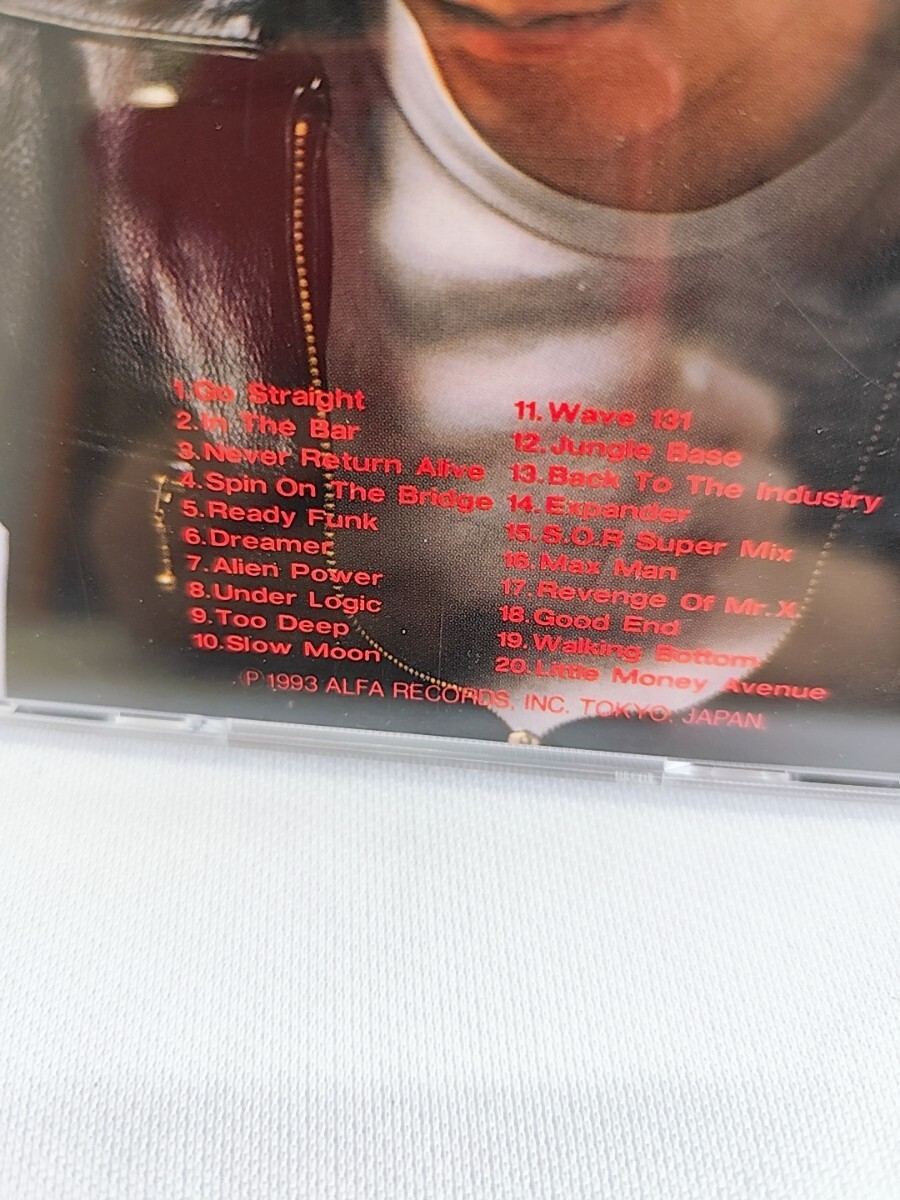 1.Go Straight
2.In The Bar
3.Never Return Alive
4.Spin On The Bridge
5.Ready Funk
6.Dreamer
7.Alien Power
8.Under Logic
9.Too Deep
10.Slow Moon
11.Wave 131
12.Jungle Base
13.Back To The Industry
14.Expander
15.S.O.R Super Mix
16.Max Man
17.Revenge Of Mr.X
18.Good End
19.Walking Bottom
20.Little Money Avenue
Ⓟ 1993 ALFA RECORDS, INC. TOKYO, JAPAN.